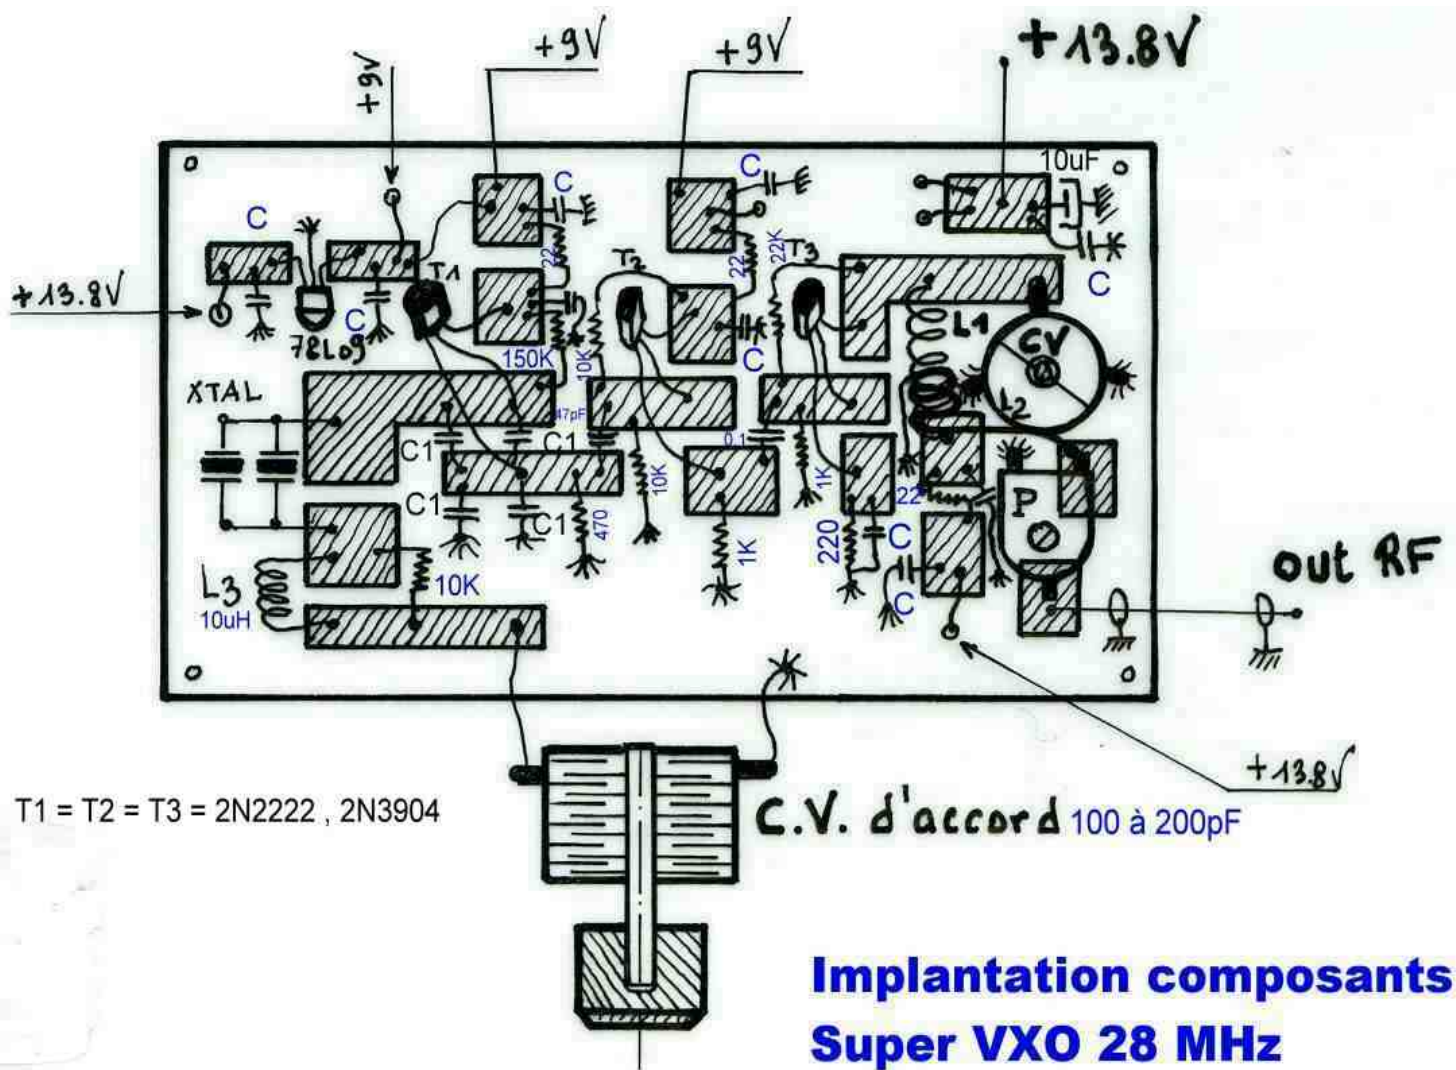 +9V
+9V
+9V
+13.8V
10uF
C
C
C
C
22
T1
T2
22
22K
T3
C
+13.8V
78L09
C
L1
CV
150K
10K
C
XTAL
L2
C1
C1
47pF
0.1
C1
C1
470
10K
1K
1K
220
22
P
C
C
L3
10uH
10K
out RF
+13.8V
T1 = T2 = T3 = 2N2222 , 2N3904
C.V. d'accord 100 à 200pF
Implantation composants
Super VXO 28 MHz